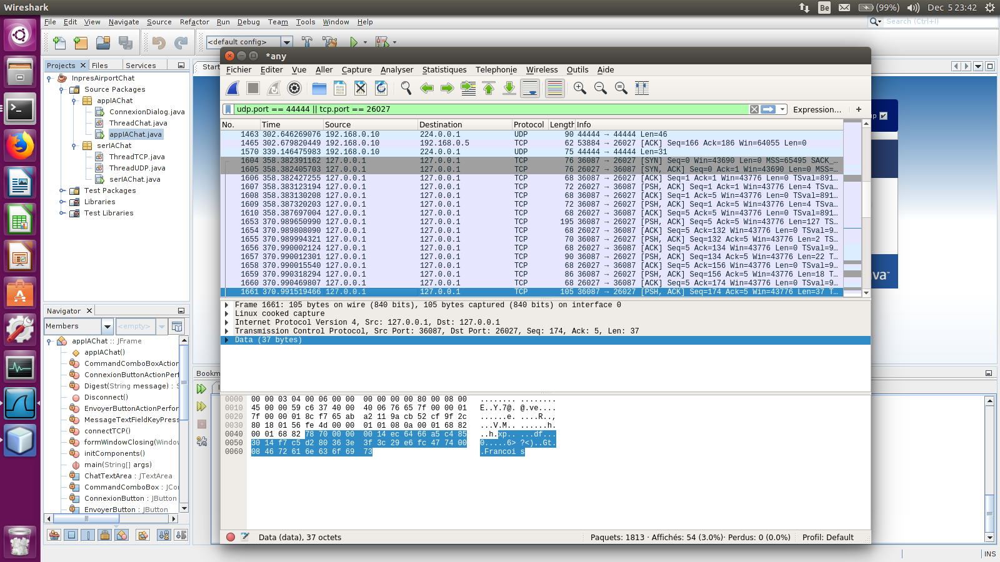 Wireshark
Be
(99%)
Dec 5 23:42
File Edit View Navigate Source Refactor Run Debug Team Tools Window Help
Search (Ctrl+I)
<default config>
Projects Files Services
Start
InpresAirportChat
Source Packages
appIAChat
ConnexionDialog.java
ThreadChat.java
appIAChat.java
serIAChat
ThreadTCP.java
ThreadUDP.java
serIAChat.java
Test Packages
Libraries
Test Libraries
Navigator
Members
<empty>
appIAChat :: JFrame
appIAChat()
CommandComboBoxAction
ConnexionButtonActionPerf
Digest(String message) : S
Disconnect()
EnvoyerButtonActionPerfor
MessageTextFieldKeyPress
connectTCP()
formWindowClosing(Window
initComponents()
main(String[] args)
ChatTextArea : JTextArea
CommandComboBox : JCor
ConnexionButton : JButton
EnvoyerButton : JButton
*any
Fichier Editer Vue Aller Capture Analyser Statistiques Telephonie Wireless Outils Aide
udp.port == 44444 || tcp.port == 26027
Expression... +
No. Time Source Destination Protocol Length Info
1463 302.646269076 192.168.0.10 224.0.0.1 UDP 90 44444 → 44444 Len=46
1465 302.679820449 192.168.0.10 192.168.0.5 TCP 62 53884 → 26027 [ACK] Seq=166 Ack=186 Win=64055 Len=0
1570 339.146475983 192.168.0.10 224.0.0.1 UDP 75 44444 → 44444 Len=31
1604 358.382391162 127.0.0.1 127.0.0.1 TCP 76 36087 → 26027 [SYN] Seq=0 Win=43690 Len=0 MSS=65495 SACK_…
1605 358.382405703 127.0.0.1 127.0.0.1 TCP 76 26027 → 36087 [SYN, ACK] Seq=0 Ack=1 Win=43690 Len=0 MSS=…
1606 358.382427255 127.0.0.1 127.0.0.1 TCP 68 36087 → 26027 [ACK] Seq=1 Ack=1 Win=43776 Len=0 TSval=891…
1607 358.383123194 127.0.0.1 127.0.0.1 TCP 72 26027 → 36087 [PSH, ACK] Seq=1 Ack=1 Win=43776 Len=4 TSva…
1608 358.383130208 127.0.0.1 127.0.0.1 TCP 68 36087 → 26027 [ACK] Seq=1 Ack=5 Win=43776 Len=0 TSval=891…
1609 358.387320203 127.0.0.1 127.0.0.1 TCP 72 36087 → 26027 [PSH, ACK] Seq=1 Ack=5 Win=43776 Len=4 TSva…
1610 358.387697004 127.0.0.1 127.0.0.1 TCP 68 26027 → 36087 [ACK] Seq=5 Ack=5 Win=43776 Len=0 TSval=891…
1653 370.989650990 127.0.0.1 127.0.0.1 TCP 195 36087 → 26027 [PSH, ACK] Seq=5 Ack=5 Win=43776 Len=127 TS…
1654 370.989808090 127.0.0.1 127.0.0.1 TCP 68 26027 → 36087 [ACK] Seq=5 Ack=132 Win=43776 Len=0 TSval=9…
1655 370.989994321 127.0.0.1 127.0.0.1 TCP 70 36087 → 26027 [PSH, ACK] Seq=132 Ack=5 Win=43776 Len=2 TS…
1656 370.990002124 127.0.0.1 127.0.0.1 TCP 68 26027 → 36087 [ACK] Seq=5 Ack=134 Win=43776 Len=0 TSval=9…
1657 370.990012301 127.0.0.1 127.0.0.1 TCP 90 36087 → 26027 [PSH, ACK] Seq=134 Ack=5 Win=43776 Len=22 T…
1658 370.990015540 127.0.0.1 127.0.0.1 TCP 68 26027 → 36087 [ACK] Seq=5 Ack=156 Win=43776 Len=0 TSval=9…
1659 370.990318294 127.0.0.1 127.0.0.1 TCP 86 36087 → 26027 [PSH, ACK] Seq=156 Ack=5 Win=43776 Len=18 T…
1660 370.990469807 127.0.0.1 127.0.0.1 TCP 68 26027 → 36087 [ACK] Seq=5 Ack=174 Win=43776 Len=0 TSval=9…
1661 370.991519466 127.0.0.1 127.0.0.1 TCP 105 36087 → 26027 [PSH, ACK] Seq=174 Ack=5 Win=43776 Len=37 T…
Frame 1661: 105 bytes on wire (840 bits), 105 bytes captured (840 bits) on interface 0
Linux cooked capture
Internet Protocol Version 4, Src: 127.0.0.1, Dst: 127.0.0.1
Transmission Control Protocol, Src Port: 36087, Dst Port: 26027, Seq: 174, Ack: 5, Len: 37
Data (37 bytes)
0000 00 00 03 04 00 06 00 00 00 00 00 00 80 00 08 00 ........ ........
0010 45 00 00 59 c6 37 40 00 40 06 76 65 7f 00 00 01 E..Y.7@. @.ve....
0020 7f 00 00 01 8c f7 65 ab a2 11 9a cb 52 cf 9f 2c ......e. ....R..,
0030 80 18 01 56 fe 4d 00 00 01 01 08 0a 00 01 68 82 ...V.M.. ......h.
0040 00 01 68 82 78 70 00 00 00 14 ec 64 66 a5 c4 85 ..h.xp.. ...df...
0050 30 14 f7 c5 d2 80 36 3e 3f 3c 29 e6 fc 47 74 00 0.....6> ?<)..Gt.
0060 08 46 72 61 6e 63 6f 69 73 .Francoi s
Data (data), 37 octets
Paquets: 1813 · Affichés: 54 (3.0%)· Perdus: 0 (0.0%)
Profil: Default
Bookm
INS